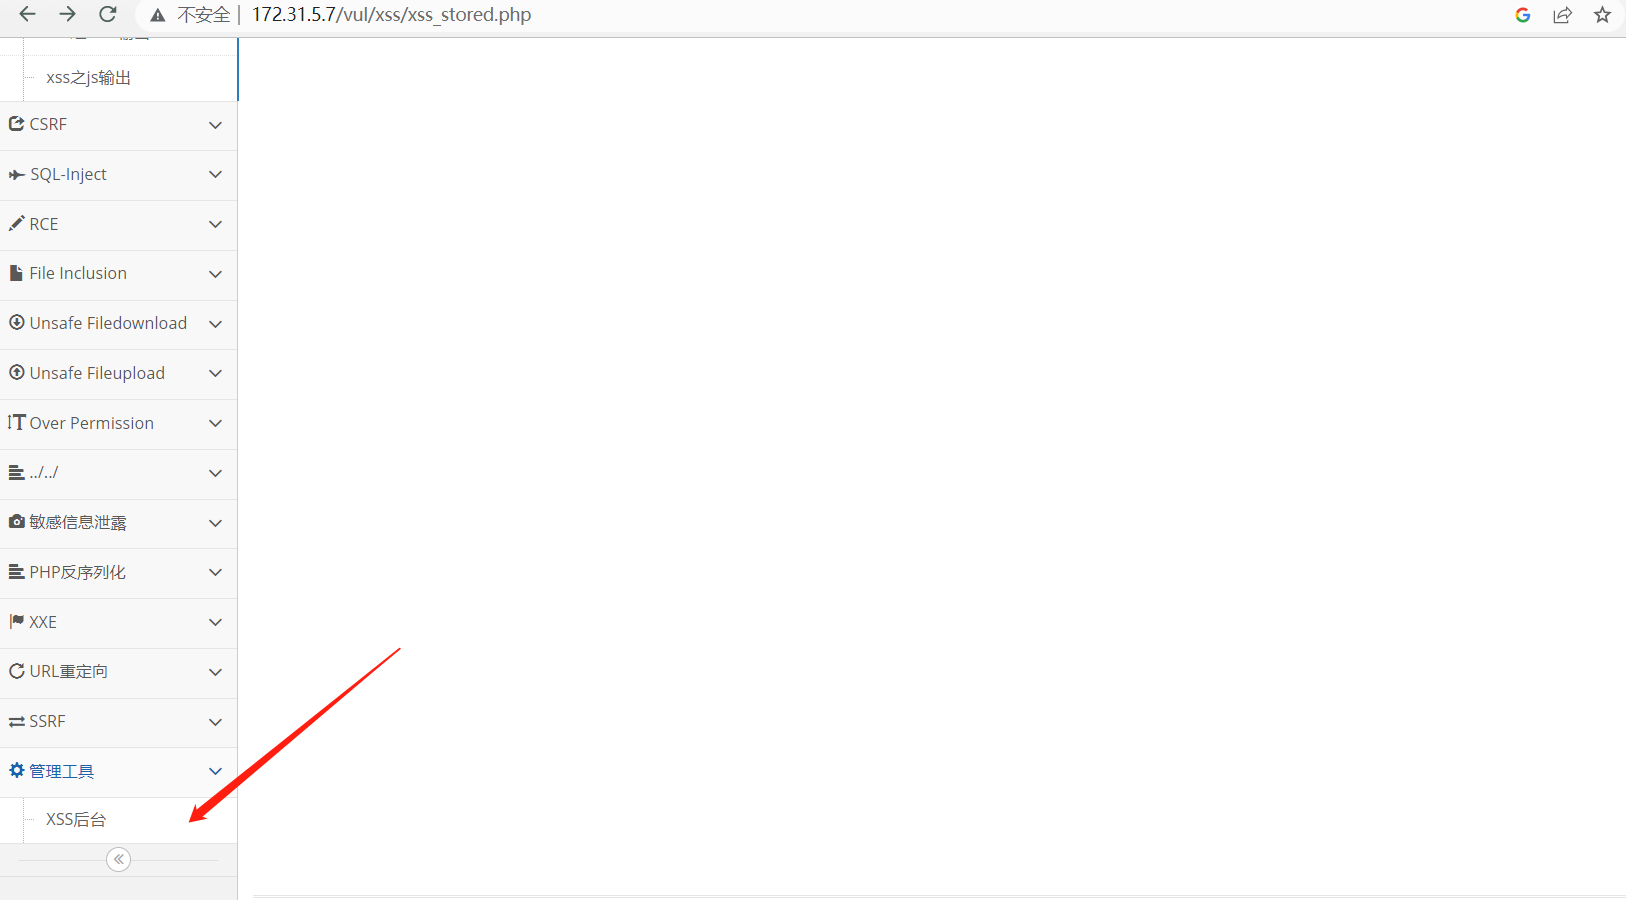 不安全 | 172.31.5.7/vul/xss/xss_stored.php
xss之js输出
CSRF
SQL-Inject
RCE
File Inclusion
Unsafe Filedownload
Unsafe Fileupload
Over Permission
../../
敏感信息泄露
PHP反序列化
XXE
URL重定向
SSRF
管理工具
XSS后台